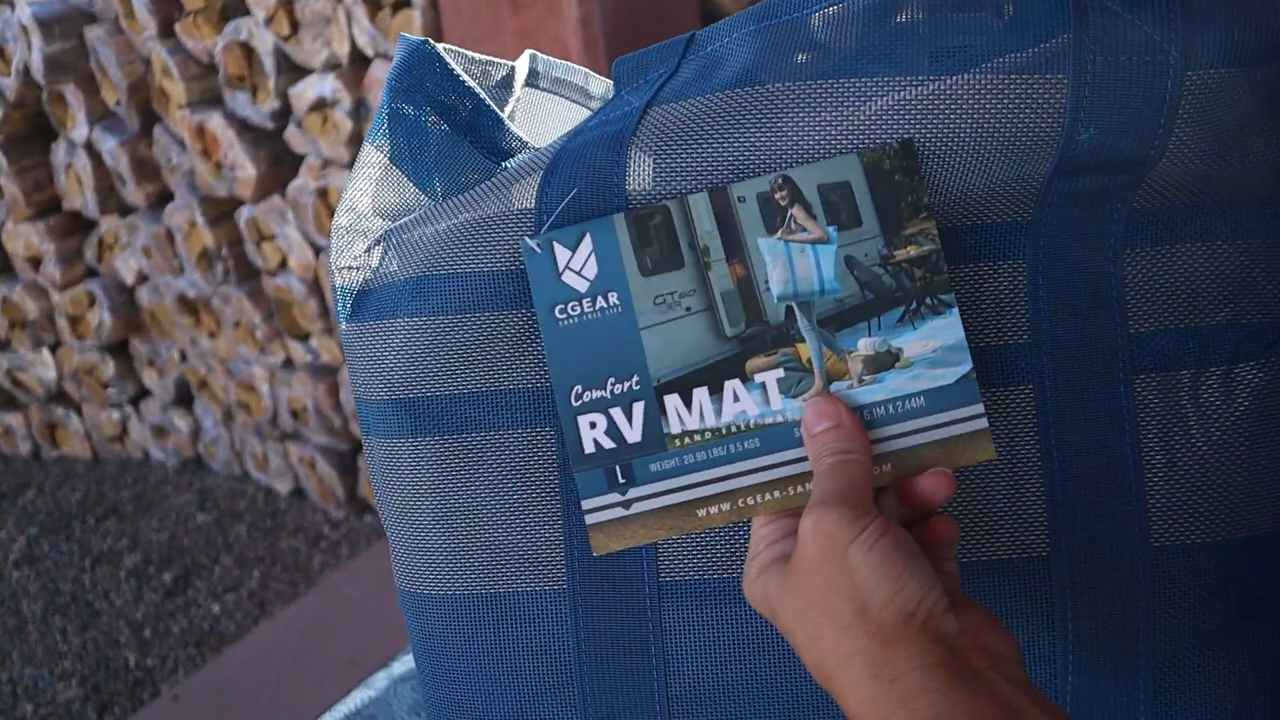 CGEAR
SAND-FREE LIFE
Comfort
RV MAT
SAND-FREE MAT
L
WEIGHT: 20.90 LBS/ 9.5 KGS
/ 6.1M X 2.44M
WWW.CGEAR-SAN OM